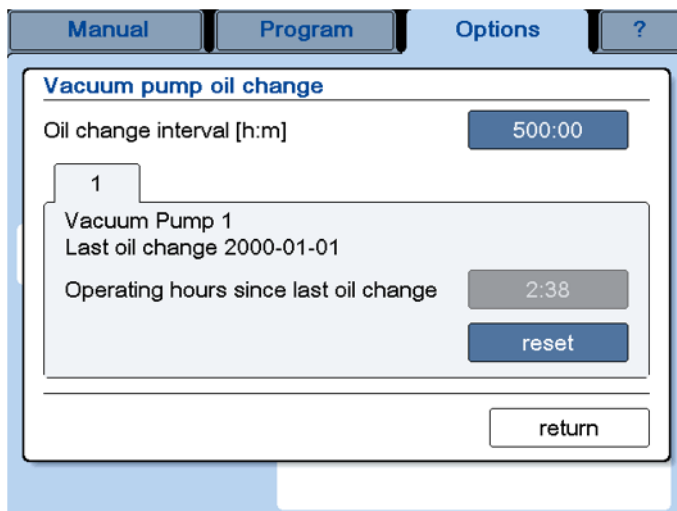 Manual Program Options ?
Vacuum pump oil change
Oil change interval [h:m] 500:00
1
Vacuum Pump 1
Last oil change 2000-01-01
Operating hours since last oil change 2:38
reset
return